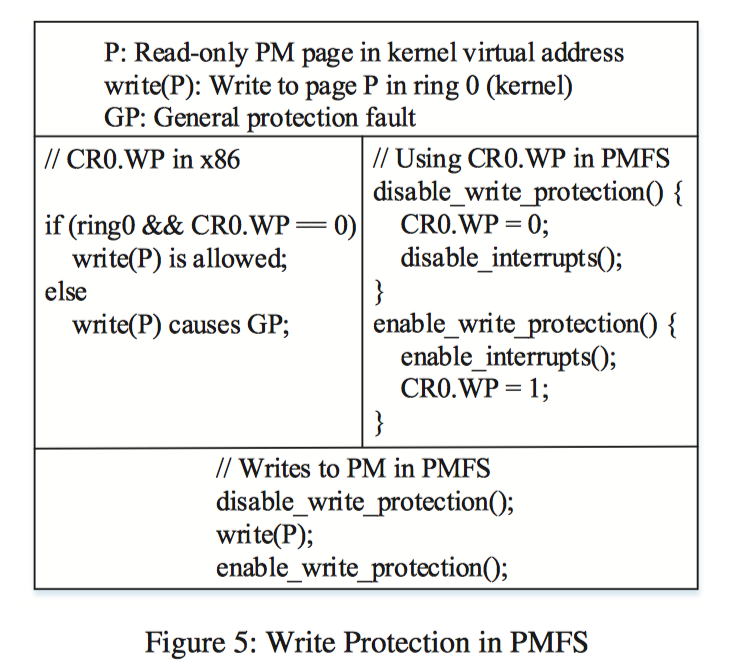 P: Read-only PM page in kernel virtual address
write(P): Write to page P in ring 0 (kernel)
GP: General protection fault
// CR0.WP in x86
if (ring0 && CR0.WP == 0)
write(P) is allowed;
else
write(P) causes GP;
// Using CR0.WP in PMFS
disable_write_protection() {
CR0.WP = 0;
disable_interrupts();
}
enable_write_protection() {
enable_interrupts();
CR0.WP = 1;
}
// Writes to PM in PMFS
disable_write_protection();
write(P);
enable_write_protection();
Figure 5: Write Protection in PMFS